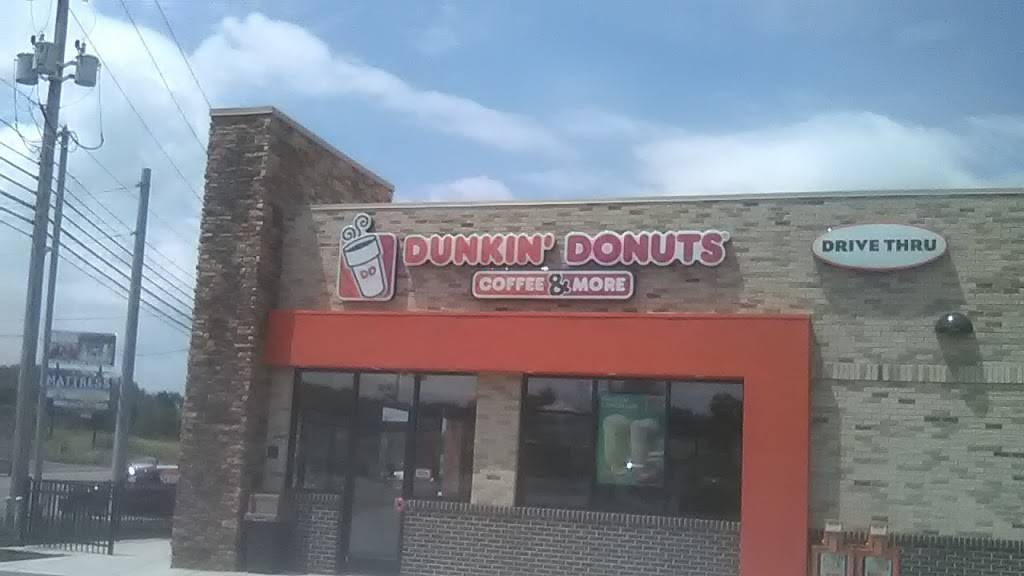 DUNKIN' DONUTS
DD
COFFEE & MORE
DRIVE THRU
MATTRESS